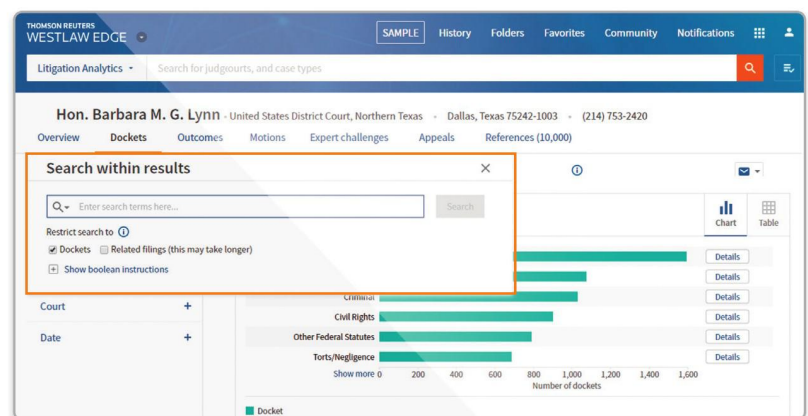 THOMSON REUTERS
WESTLAW EDGE
SAMPLE History Folders Favorites Community Notifications
Litigation Analytics Search for judgiourts, and case types
Hon. Barbara M. G. Lynn - United States District Court, Northern Texas - Dallas, Texas 75242-1003 - (214) 753-2420
Overview Dockets Outcomes Motions Expert challenges Appeals References (10,000)
Search within results
Enter search terms here... Search
Restrict search to
Dockets Related filings (this may take longer)
Show boolean instructions
Chart Table
Details
Details
Criminal Details
Court + Civil Rights Details
Date + Other Federal Statutes Details
Torts/Negligence Details
Show more 0 200 400 600 800 1,000 1,200 1,400 1,600
Number of dockets
Docket